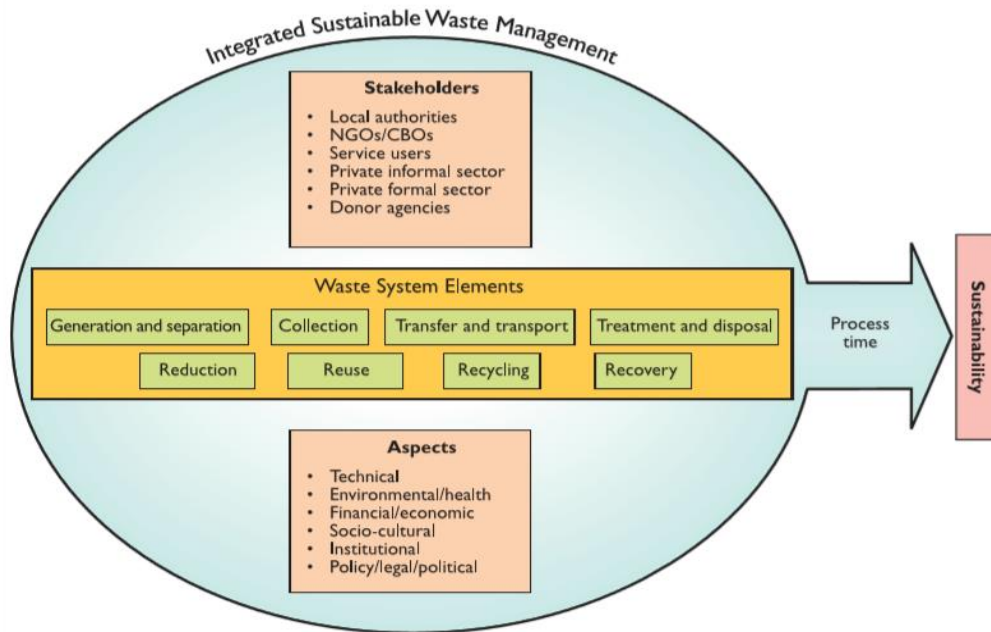 Integrated Sustainable Waste Management
Stakeholders
• Local authorities
• NGOs/CBOs
• Service users
• Private informal sector
• Private formal sector
• Donor agencies
Waste System Elements
Generation and separation
Collection
Transfer and transport
Treatment and disposal
Reduction
Reuse
Recycling
Recovery
Process
time
Sustainability
Aspects
• Technical
• Environmental/health
• Financial/economic
• Socio-cultural
• Institutional
• Policy/legal/political